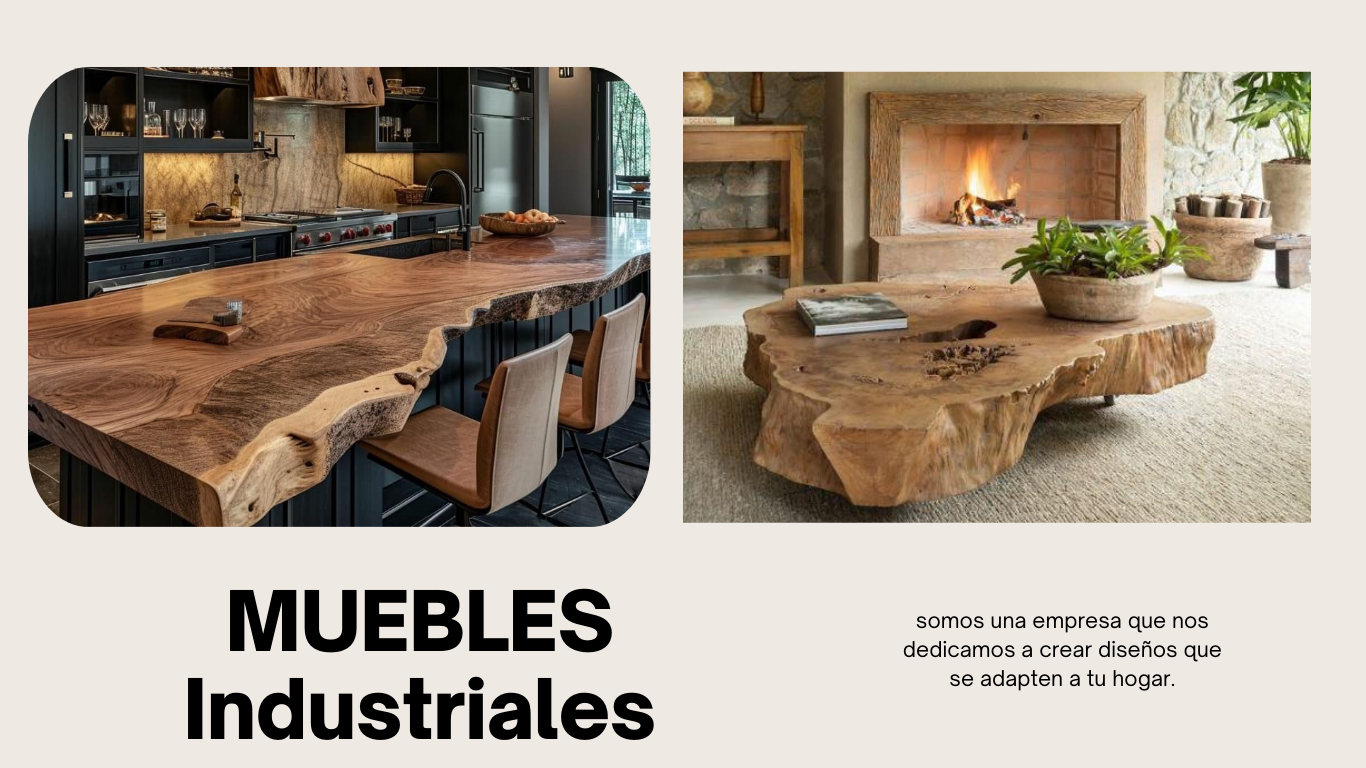 MUEBLES
Industriales
somos una empresa que nos
dedicamos a crear diseños que
se adapten a tu hogar.